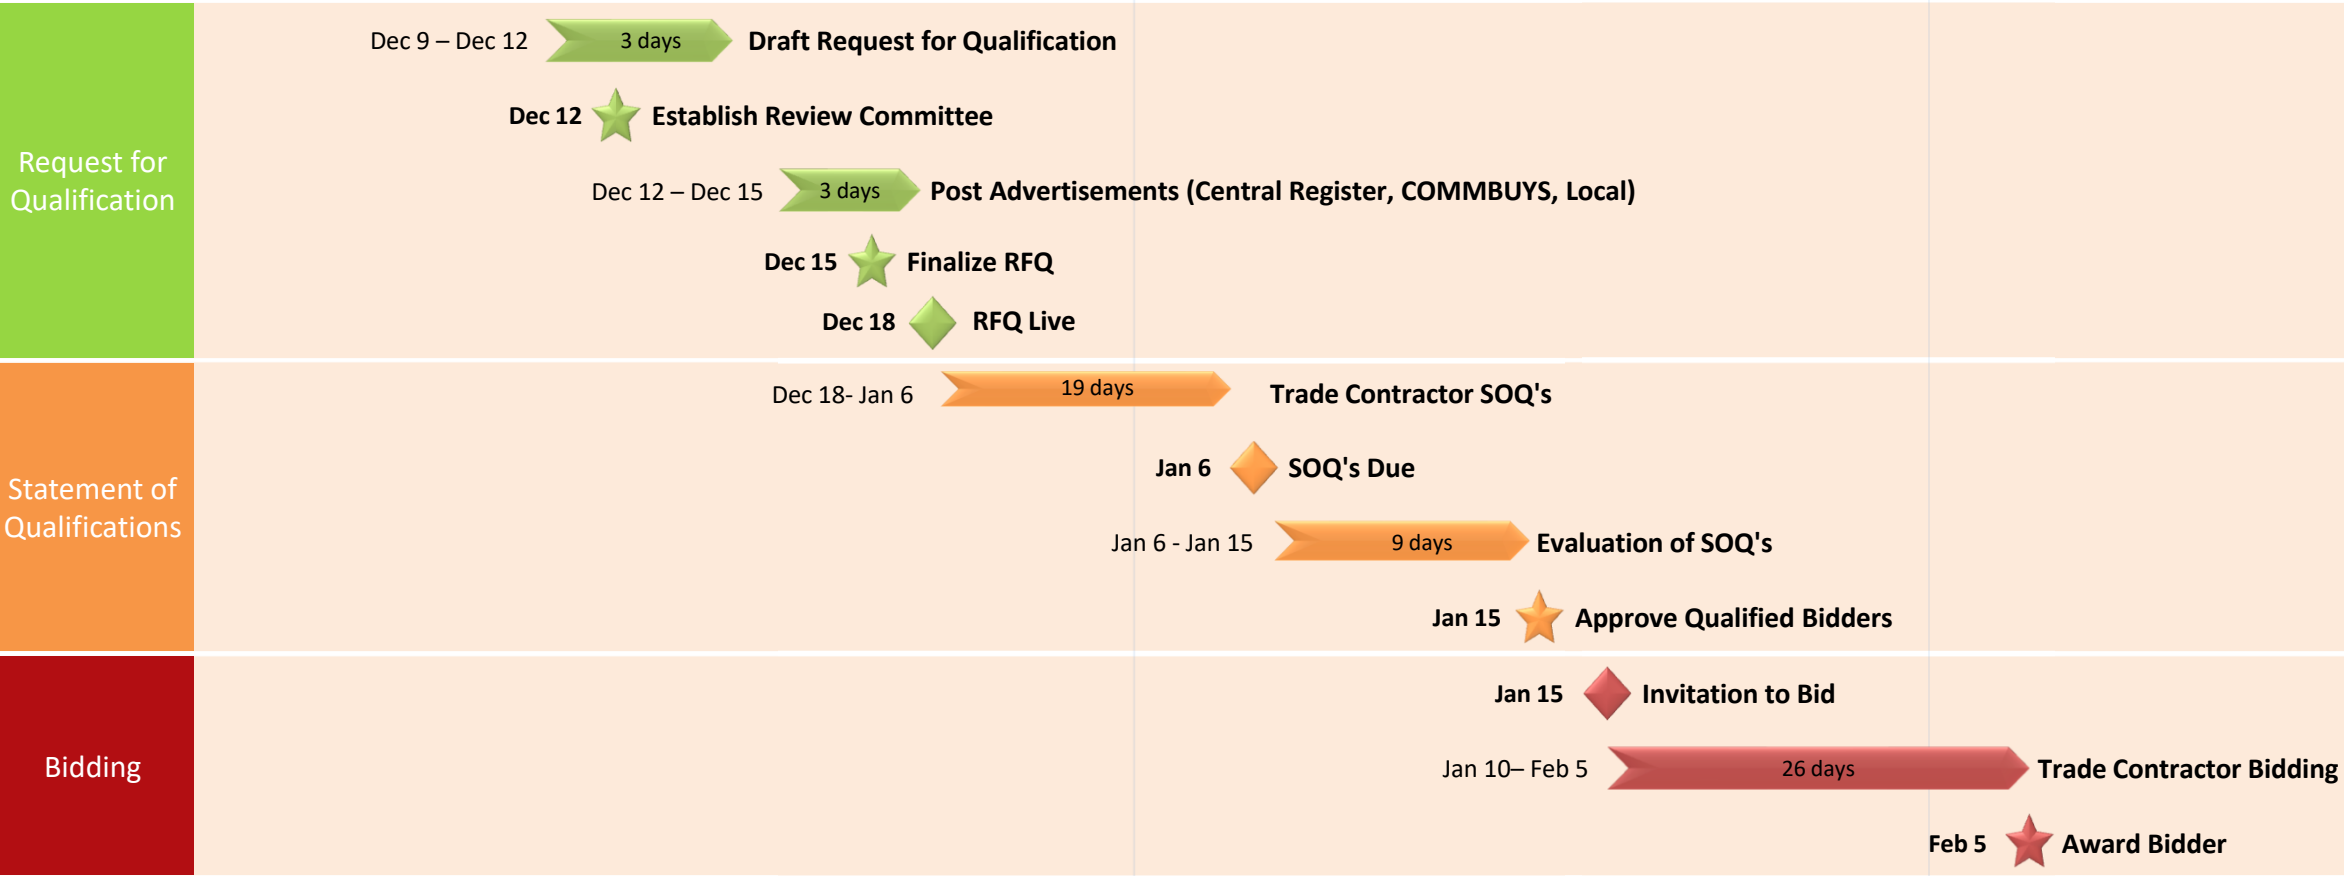 Request for
Qualification
Dec 9 – Dec 12 3 days Draft Request for Qualification
Dec 12 Establish Review Committee
Dec 12 – Dec 15 3 days Post Advertisements (Central Register, COMMBUYS, Local)
Dec 15 Finalize RFQ
Dec 18 RFQ Live
Statement of
Qualifications
Dec 18- Jan 6 19 days Trade Contractor SOQ's
Jan 6 SOQ's Due
Jan 6 - Jan 15 9 days Evaluation of SOQ's
Jan 15 Approve Qualified Bidders
Bidding
Jan 15 Invitation to Bid
Jan 10– Feb 5 26 days Trade Contractor Bidding
Feb 5 Award Bidder